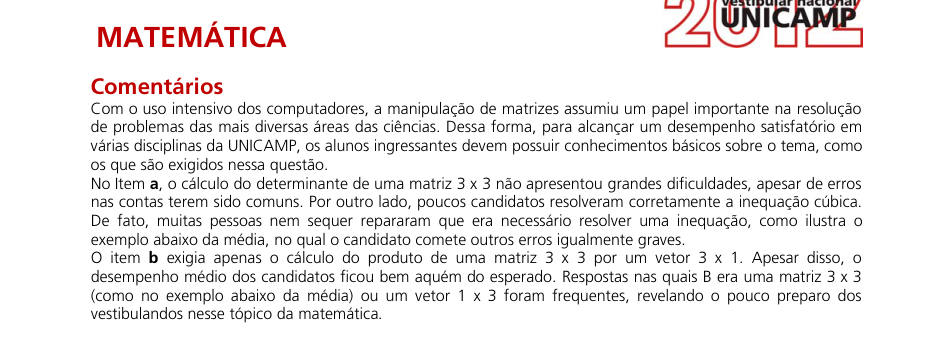 vestibular nacional
2012
UNICAMP
MATEMÁTICA
Comentários
Com o uso intensivo dos computadores, a manipulação de matrizes assumiu um papel importante na resolução
de problemas das mais diversas áreas das ciências. Dessa forma, para alcançar um desempenho satisfatório em
várias disciplinas da UNICAMP, os alunos ingressantes devem possuir conhecimentos básicos sobre o tema, como
os que são exigidos nessa questão.
No Item a, o cálculo do determinante de uma matriz 3 x 3 não apresentou grandes dificuldades, apesar de erros
nas contas terem sido comuns. Por outro lado, poucos candidatos resolveram corretamente a inequação cúbica.
De fato, muitas pessoas nem sequer repararam que era necessário resolver uma inequação, como ilustra o
exemplo abaixo da média, no qual o candidato comete outros erros igualmente graves.
O item b exigia apenas o cálculo do produto de uma matriz 3 x 3 por um vetor 3 x 1. Apesar disso, o
desempenho médio dos candidatos ficou bem aquém do esperado. Respostas nas quais B era uma matriz 3 x 3
(como no exemplo abaixo da média) ou um vetor 1 x 3 foram frequentes, revelando o pouco preparo dos
vestibulandos nesse tópico da matemática.